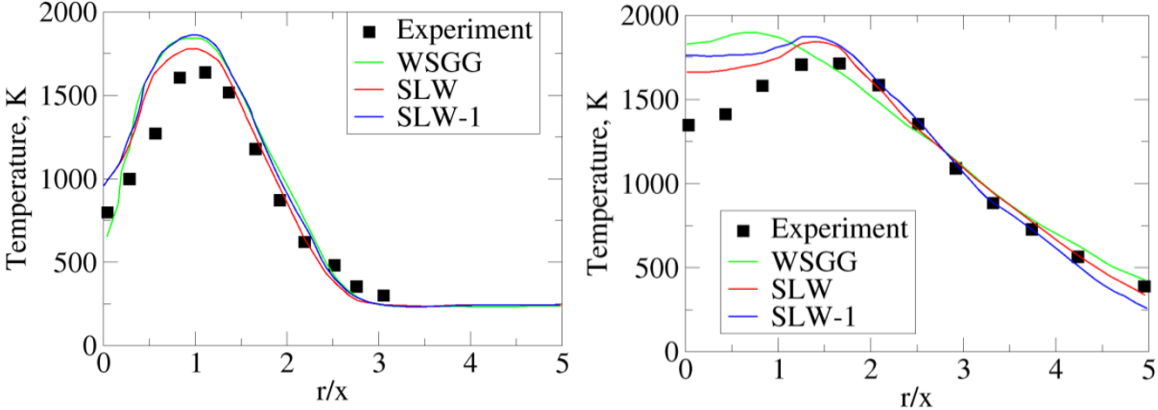 2000
1500
1000
500
0
Temperature, K
Experiment
WSGG
SLW
SLW-1
0 1 2 3 4 5
r/x
2000
1500
1000
500
0
Temperature, K
Experiment
WSGG
SLW
SLW-1
0 1 2 3 4 5
r/x